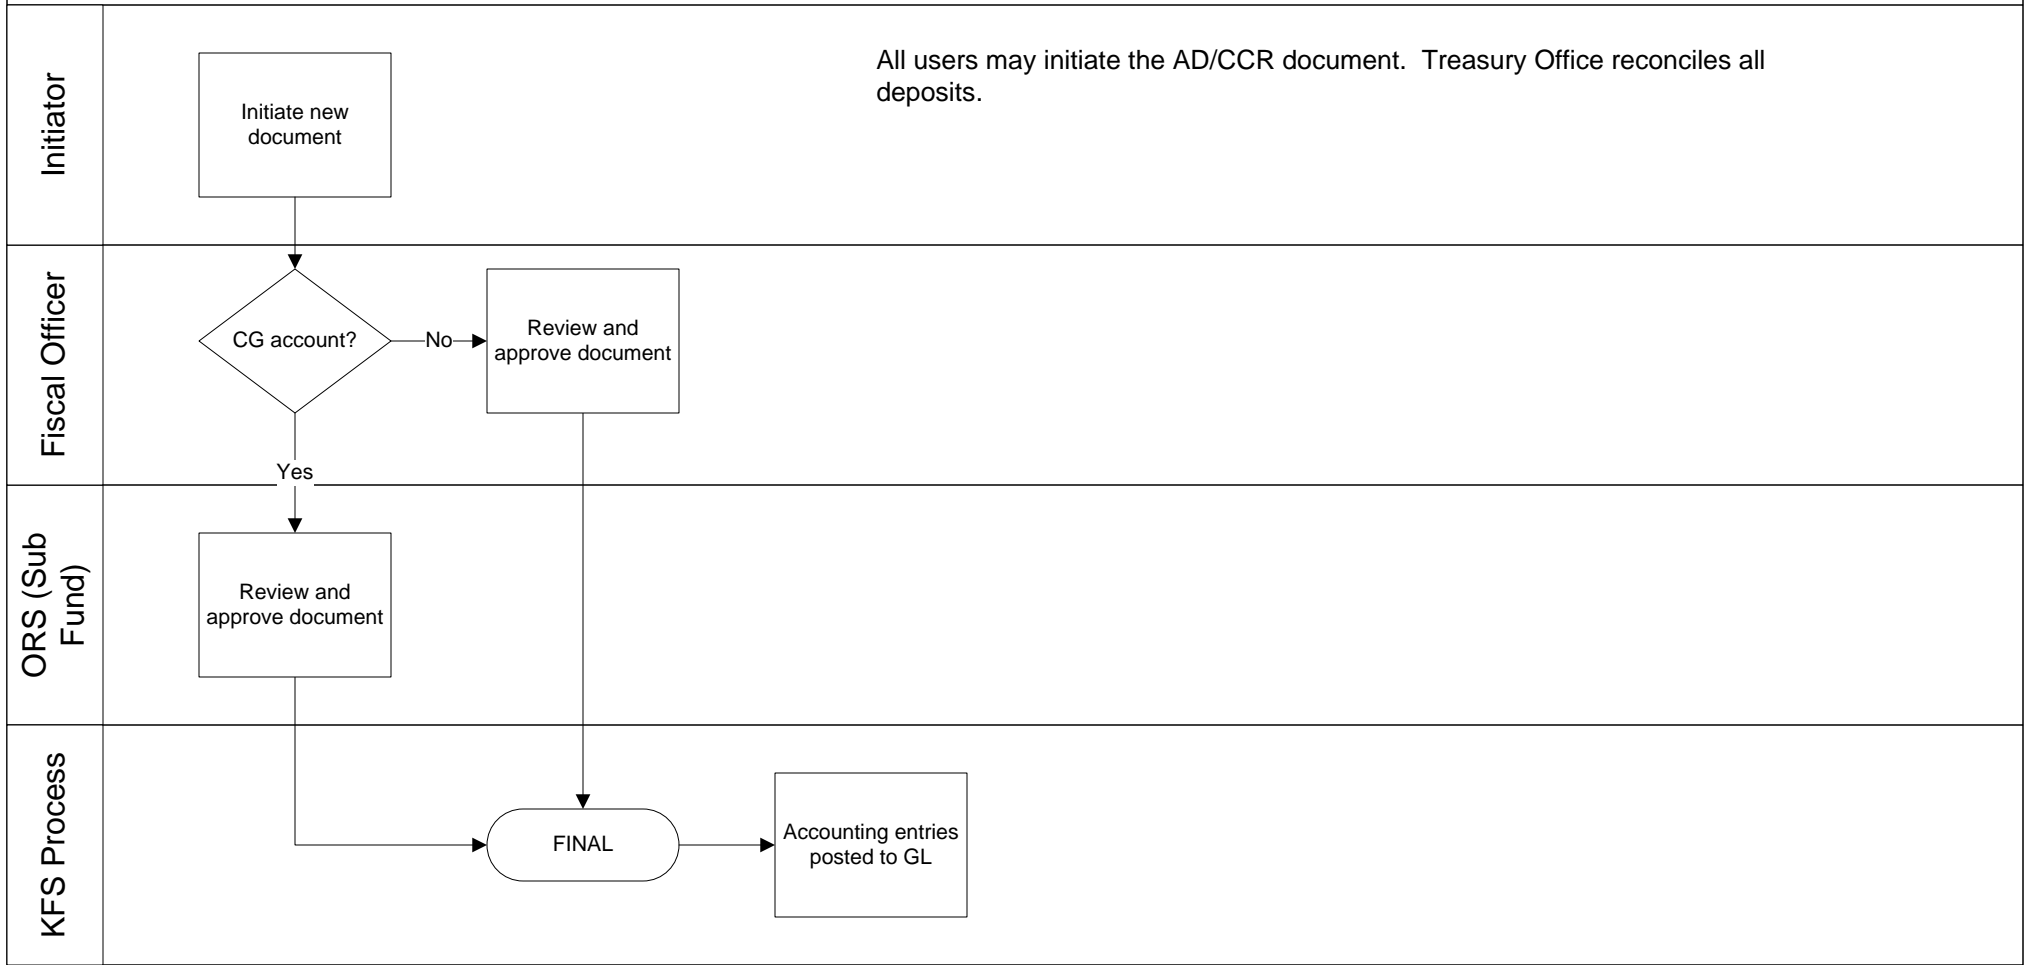 Initiator
Initiate new
document
All users may initiate the AD/CCR document.  Treasury Office reconciles all
deposits.
Fiscal Officer
CG account?
No
Review and
approve document
Yes
ORS (Sub
Fund)
Review and
approve document
KFS Process
FINAL
Accounting entries
posted to GL